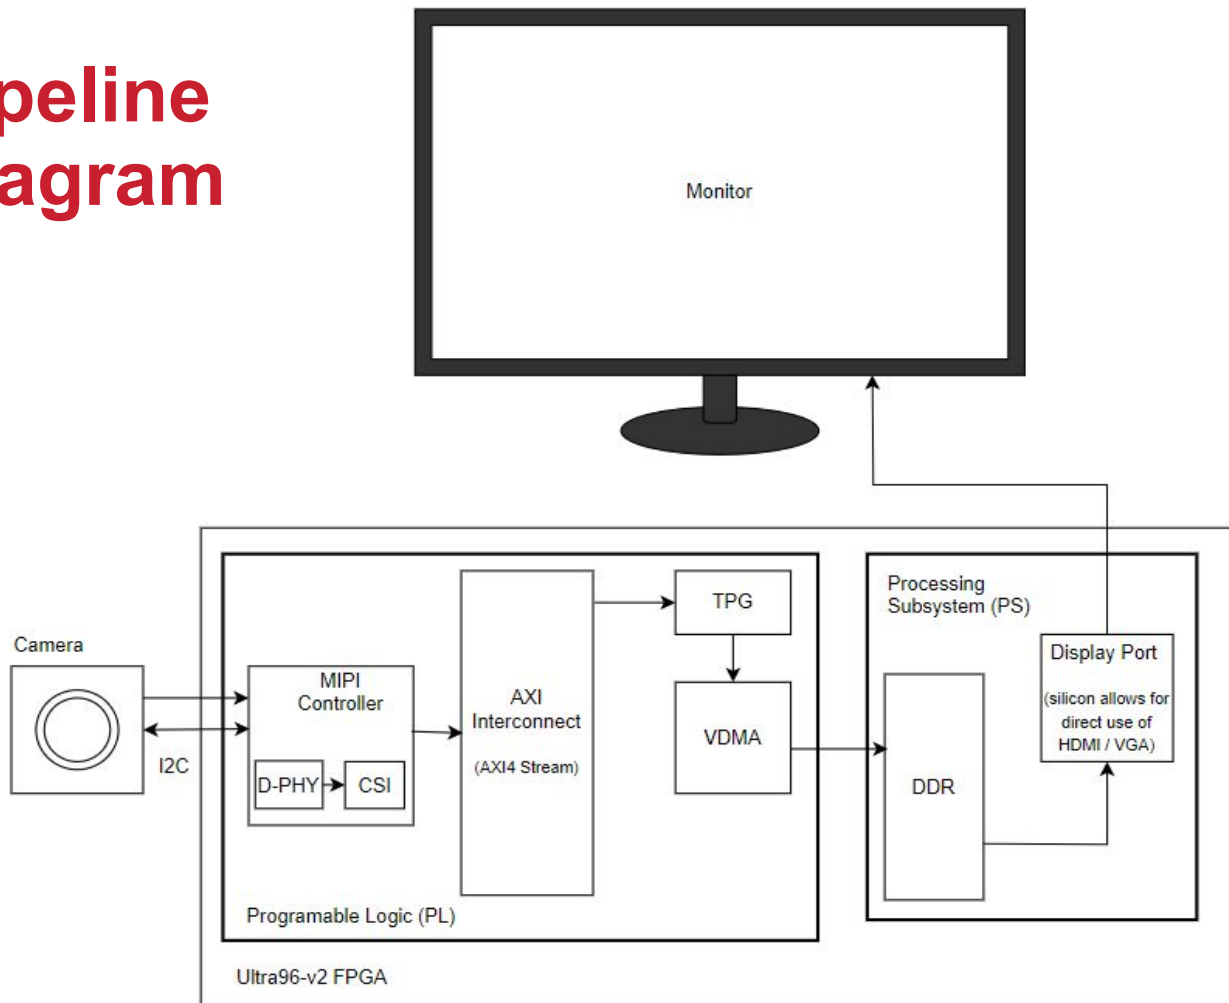 peline
agram
Monitor
Camera
I2C
MIPI
Controller
D-PHY
CSI
AXI
Interconnect
(AXI4 Stream)
TPG
VDMA
Programable Logic (PL)
Ultra96-v2 FPGA
Processing
Subsystem (PS)
DDR
Display Port
(silicon allows for
direct use of
HDMI / VGA)